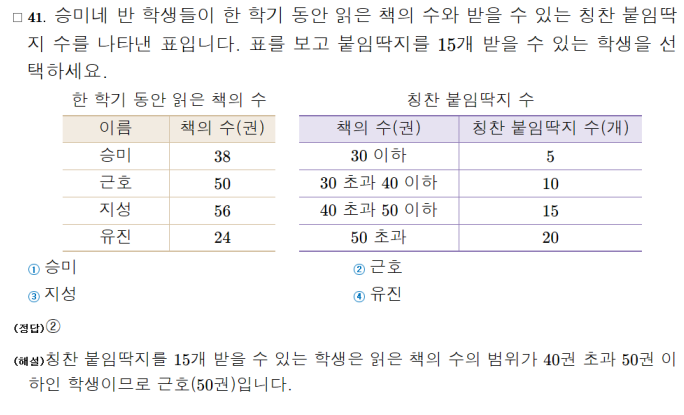 □ 41. 승미네 반 학생들이 한 학기 동안 읽은 책의 수와 받을 수 있는 칭찬 붙임딱
지 수를 나타낸 표입니다. 표를 보고 붙임딱지를 15개 받을 수 있는 학생을 선
택하세요.
한 학기 동안 읽은 책의 수
이름 책의 수(권)
승미 38
근호 50
지성 56
유진 24
칭찬 붙임딱지 수
책의 수(권) 칭찬 붙임딱지 수(개)
30 이하 5
30 초과 40 이하 10
40 초과 50 이하 15
50 초과 20
① 승미 ② 근호
③ 지성 ④ 유진
(정답)②
(해설)칭찬 붙임딱지를 15개 받을 수 있는 학생은 읽은 책의 수의 범위가 40권 초과 50권 이
하인 학생이므로 근호(50권)입니다.